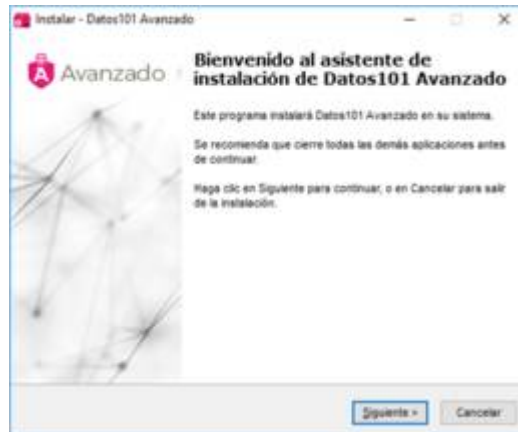 Instalar - Datos101 Avanzado
A Avanzado
Bienvenido al asistente de
instalación de Datos101 Avanzado
Este programa instalará Datos101 Avanzado en su sistema.
Se recomienda que cierre todas las demás aplicaciones antes
de continuar.
Haga clic en Siguiente para continuar, o en Cancelar para salir
de la instalación.
Siguiente >
Cancelar